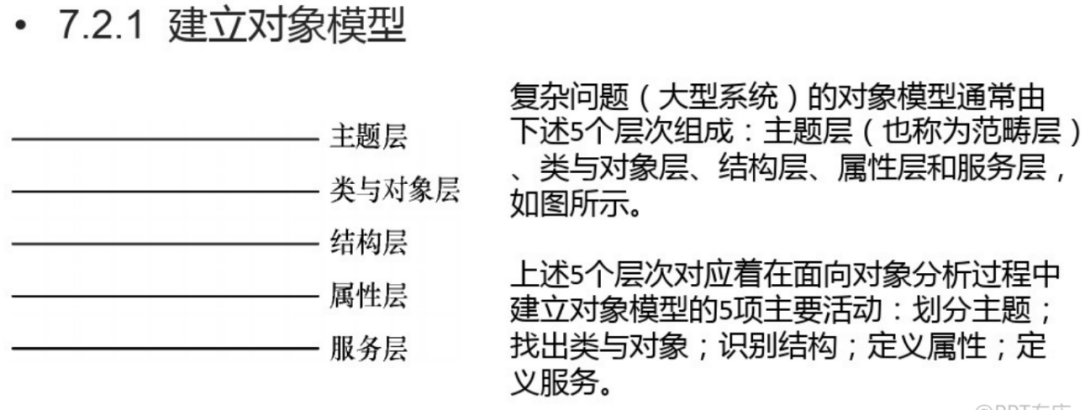 • 7.2.1 建立对象模型
主题层
类与对象层
结构层
属性层
服务层
复杂问题（大型系统）的对象模型通常由
下述5个层次组成：主题层（也称为范畴层）
、类与对象层、结构层、属性层和服务层，
如图所示。
上述5个层次对应着在面向对象分析过程中
建立对象模型的5项主要活动：划分主题；
找出类与对象；识别结构；定义属性；定
义服务。